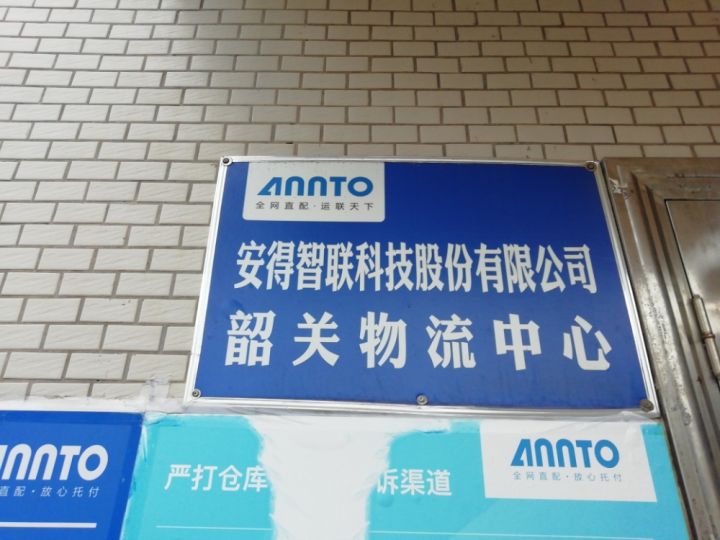 ANNTO
全网直配·运联天下
安得智联科技股份有限公司
韶关物流中心
ANNTO
直配·放心托付
严打仓库
诉渠道
ANNTO
全网直配·放心托付